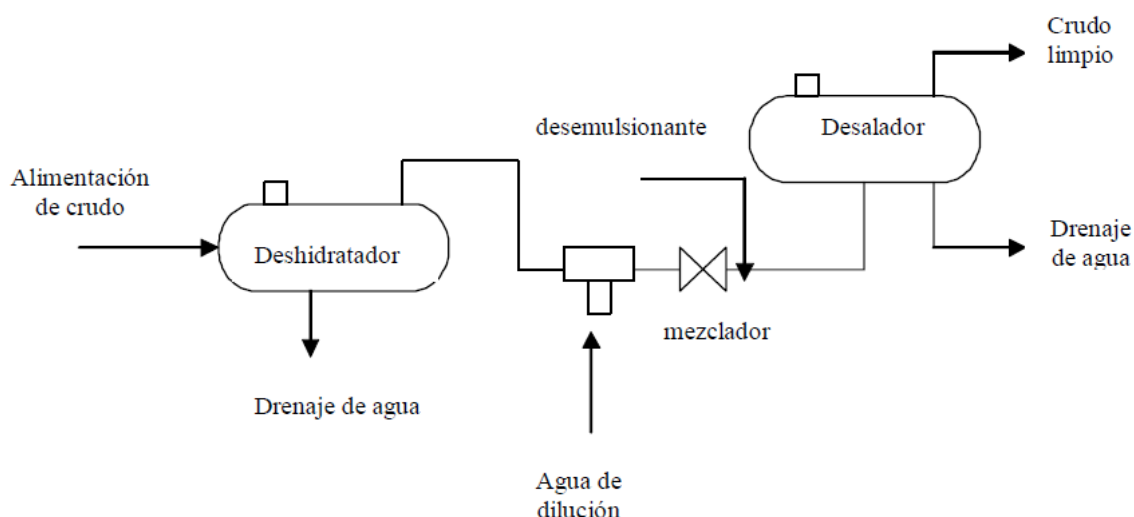 Crudo
limpio
desemulsionante
Desalador
Alimentación
de crudo
Deshidratador
Drenaje
de agua
mezclador
Drenaje de agua
Agua de
dilución